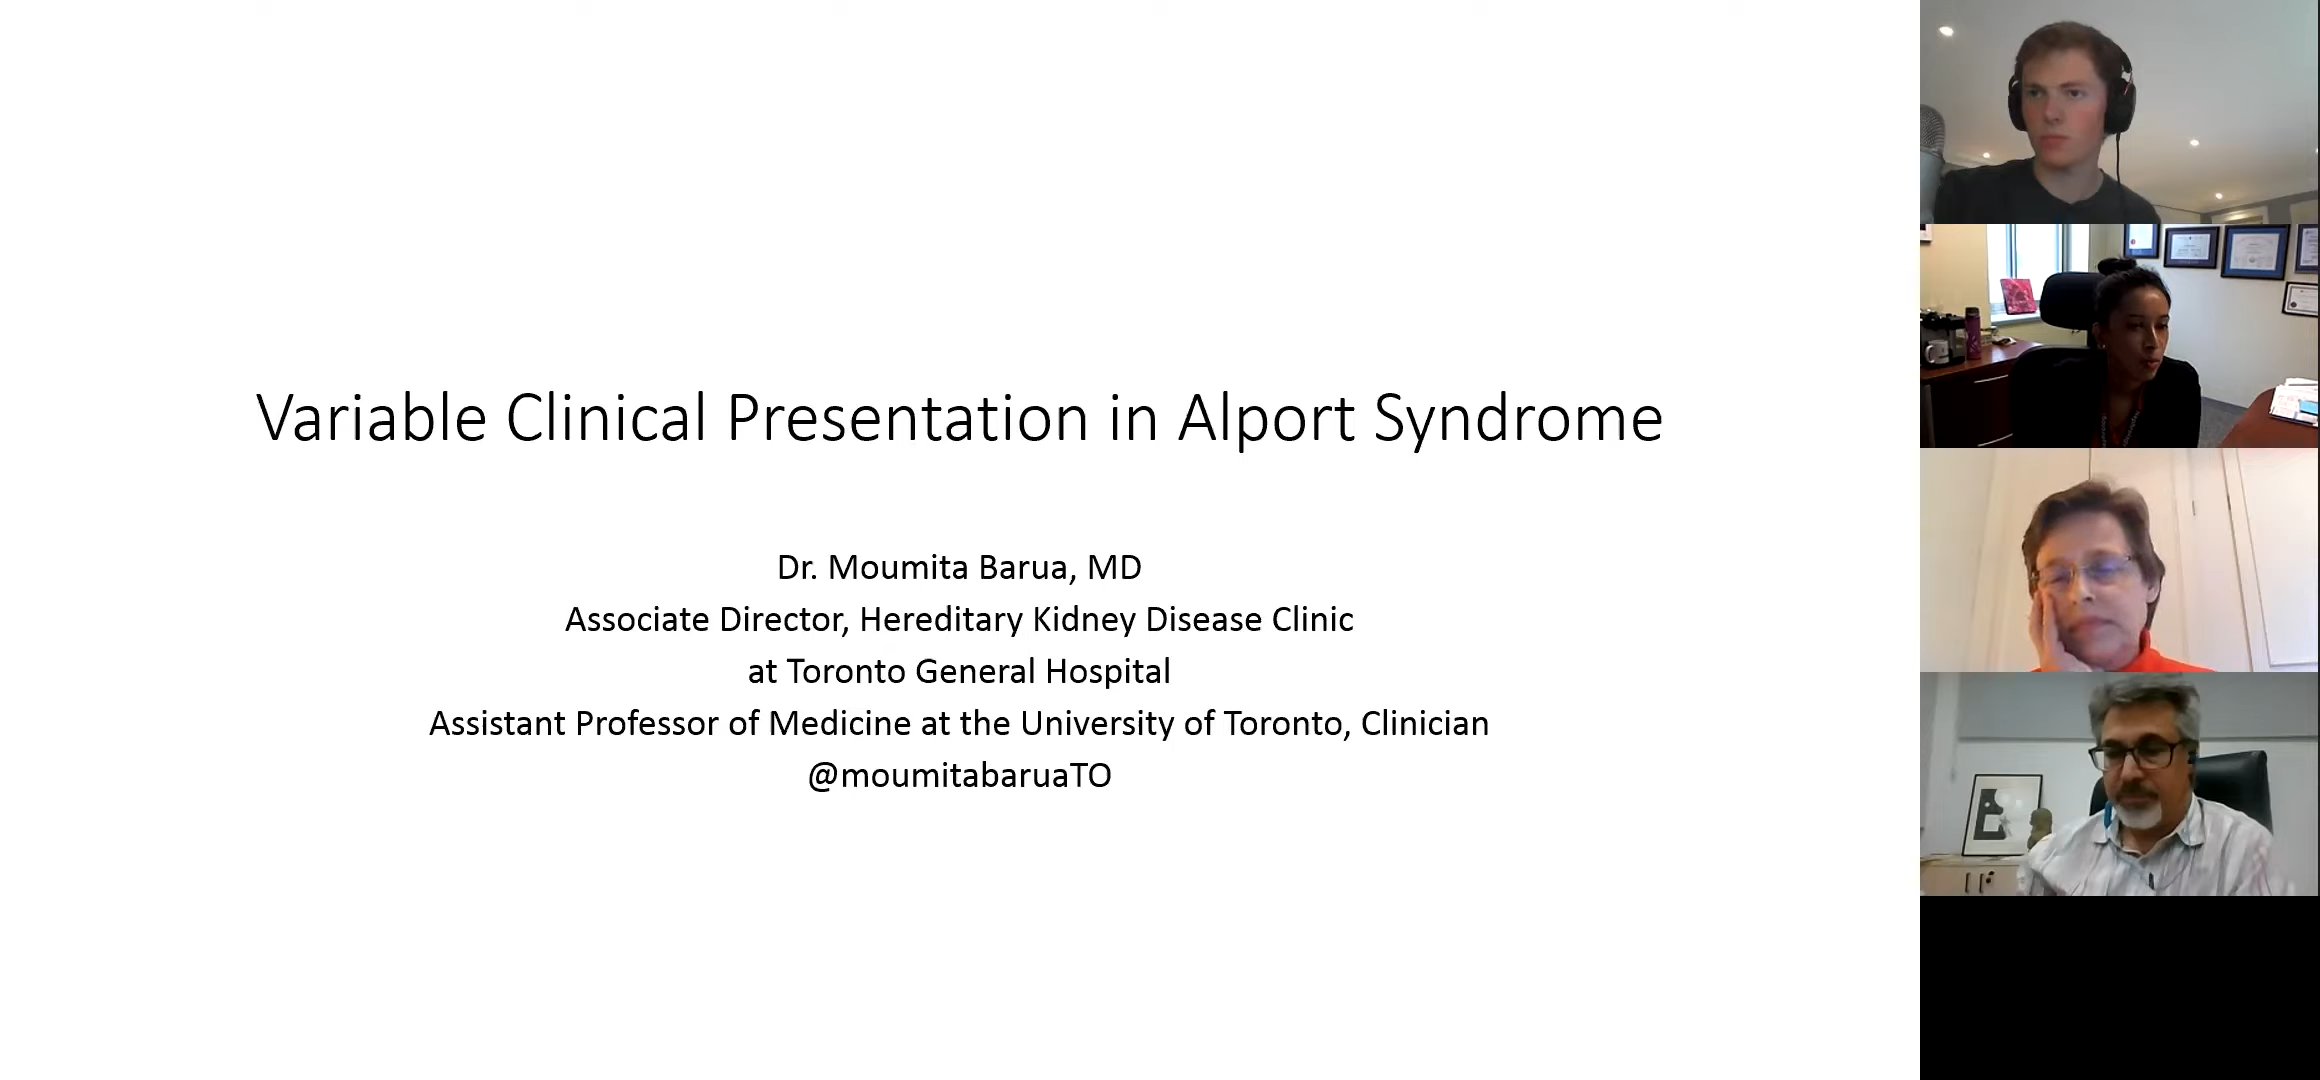 Variable Clinical Presentation in Alport Syndrome
Dr. Moumita Barua, MD
Associate Director, Hereditary Kidney Disease Clinic
at Toronto General Hospital
Assistant Professor of Medicine at the University of Toronto, Clinician
@moumitabaruaTO